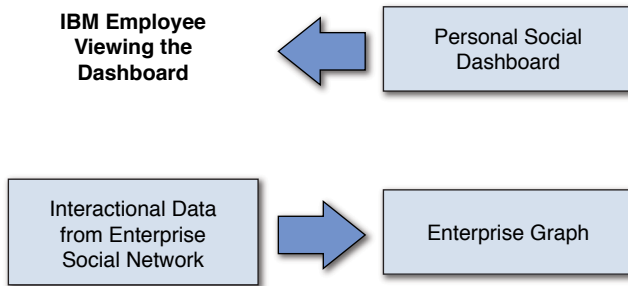 IBM Employee
Viewing the
Dashboard
Personal Social
Dashboard
Interactional Data
from Enterprise
Social Network
Enterprise Graph